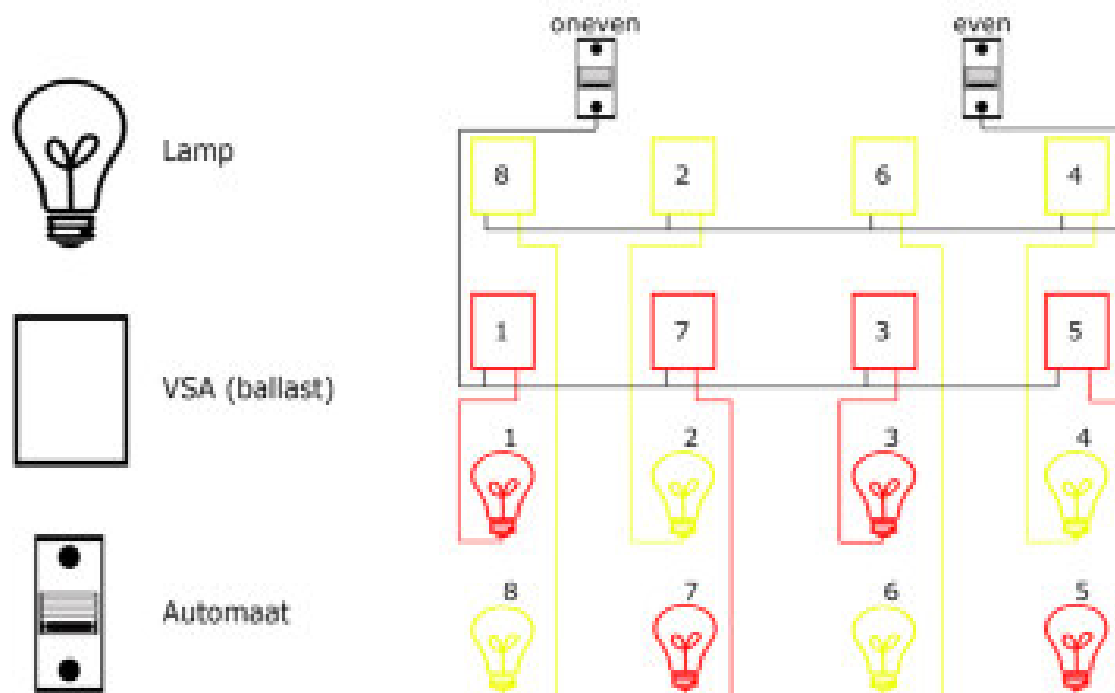 oneven even
Lamp
8 2 6 4
1 7 3 5
VSA (ballast)
1 2 3 4
8 7 6 5
Automaat